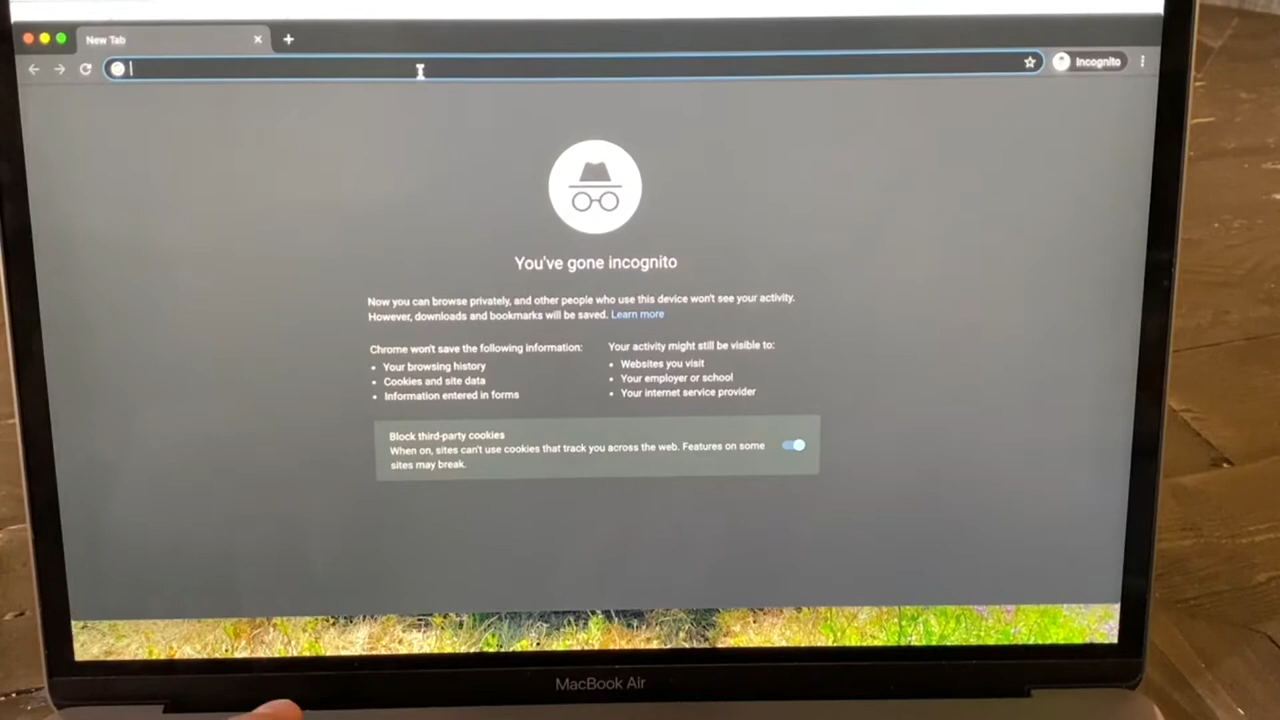 New Tab
Incognito
You've gone incognito
Now you can browse privately, and other people who use this device won't see your activity.
However, downloads and bookmarks will be saved. Learn more
Chrome won't save the following information:
Your browsing history
Cookies and site data
Information entered in forms
Your activity might still be visible to:
Websites you visit
Your employer or school
Your internet service provider
Block third-party cookies
When on, sites can't use cookies that track you across the web. Features on some
sites may break.
MacBook Air